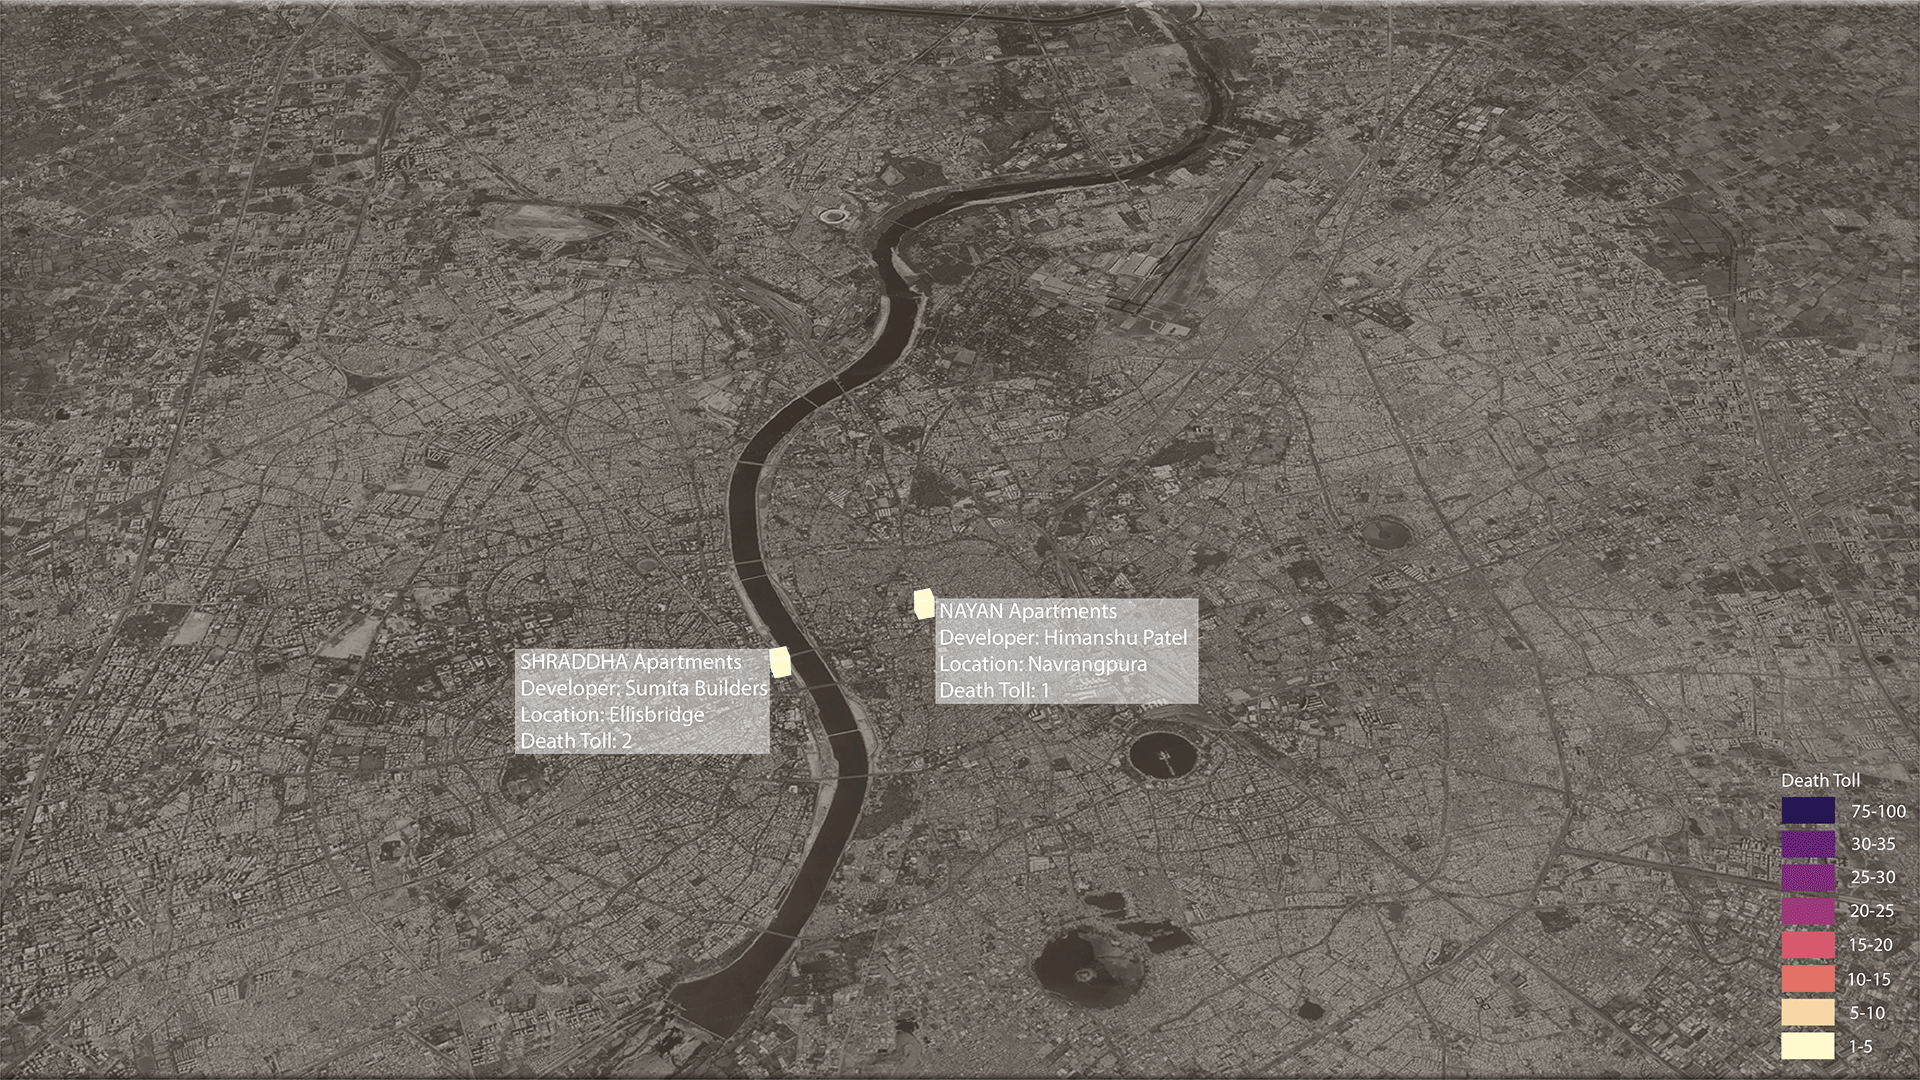 NAYAN Apartments
Developer: Himanshu Patel
Location: Navrangpura
Death Toll: 1
SHRADDHA Apartments
Developer: Sumita Builders
Location: Ellisbridge
Death Toll: 2
Death Toll
75-100
30-35
25-30
20-25
15-20
10-15
5-10
1-5